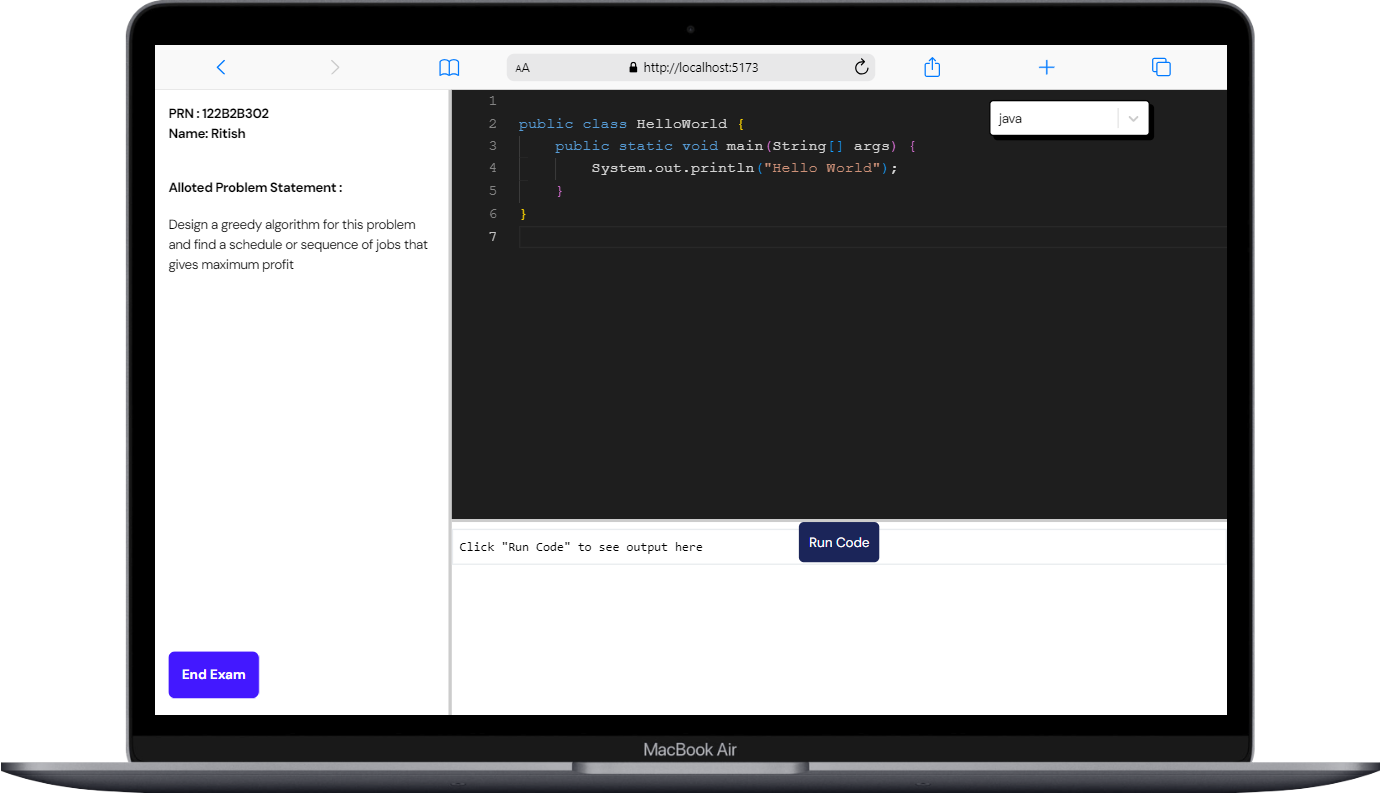 AA http://localhost:5173
PRN : 122B2B302
Name: Ritish
Alloted Problem Statement :
Design a greedy algorithm for this problem
and find a schedule or sequence of jobs that
gives maximum profit
End Exam
java
1
2 public class HelloWorld {
3 public static void main(String[] args) {
4 System.out.println("Hello World");
5 }
6 }
7
Click "Run Code" to see output here
Run Code
MacBook Air